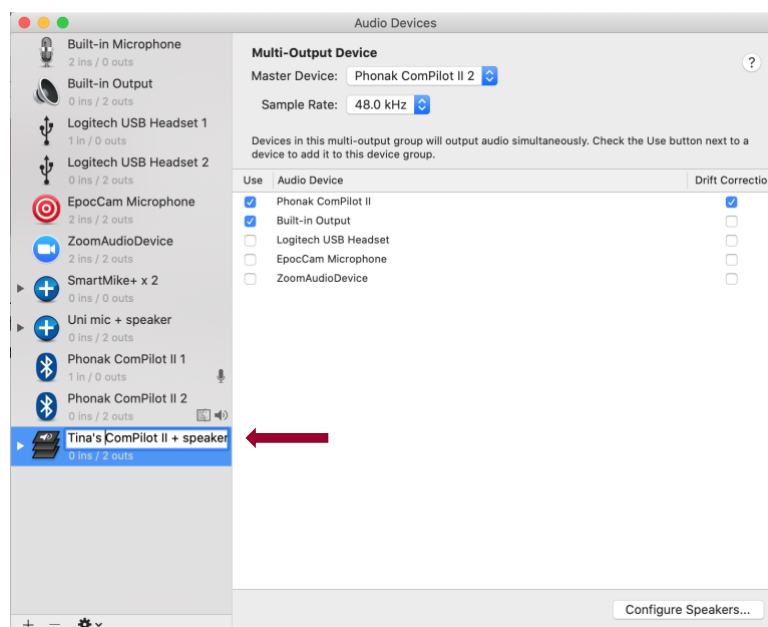 Audio Devices
Built-in Microphone
2 ins / 0 outs
Built-in Output
0 ins / 2 outs
Logitech USB Headset 1
1 in / 0 outs
Logitech USB Headset 2
0 ins / 2 outs
EpocCam Microphone
2 ins / 2 outs
ZoomAudioDevice
2 ins / 2 outs
SmartMike+ x 2
0 ins / 0 outs
Uni mic + speaker
0 ins / 2 outs
Phonak ComPilot II 1
1 in / 0 outs
Phonak ComPilot II 2
0 ins / 2 outs
Tina's ComPilot II + speaker
0 ins / 2 outs
Multi-Output Device
?
Master Device: Phonak ComPilot II 2
Sample Rate: 48.0 kHz
Devices in this multi-output group will output audio simultaneously. Check the Use button next to a
device to add it to this device group.
Use Audio Device Drift Correctio
Phonak ComPilot II
Built-in Output
Logitech USB Headset
EpocCam Microphone
ZoomAudioDevice
Configure Speakers...